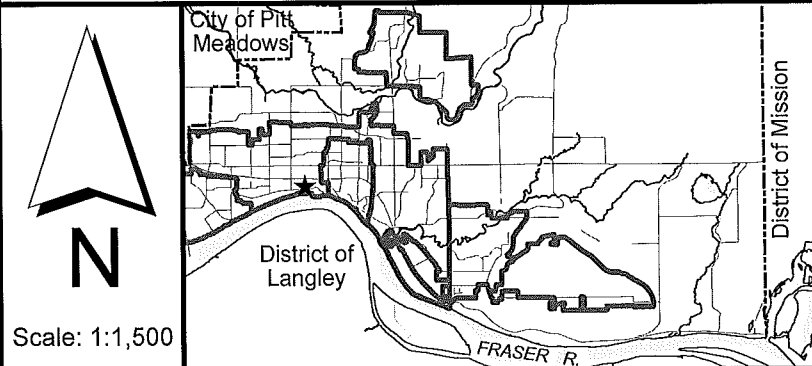 City of Pitt
Meadows
District of Mission
District of
Langley
N
Scale: 1:1,500
FRASER R.